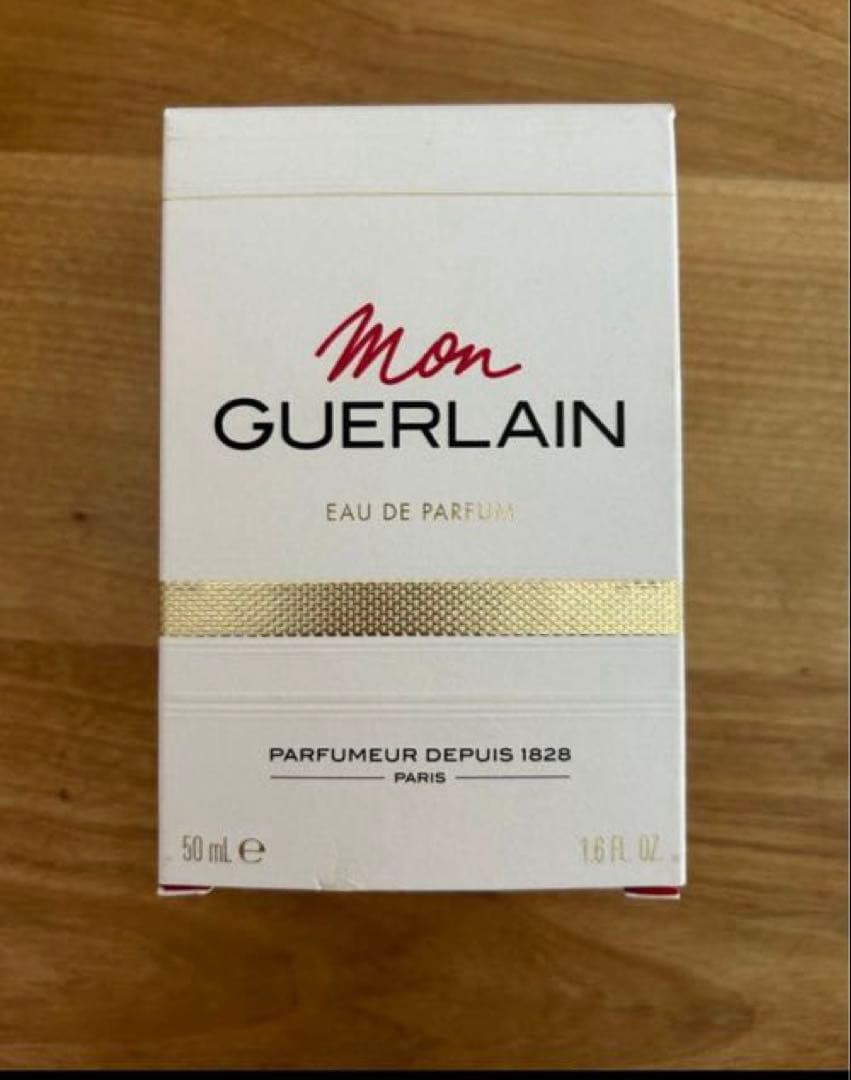 Mon
GUERLAIN
EAU DE PARFUM
PARFUMEUR DEPUIS 1828
PARIS
50 mL ℮
1.6 FL. OZ.